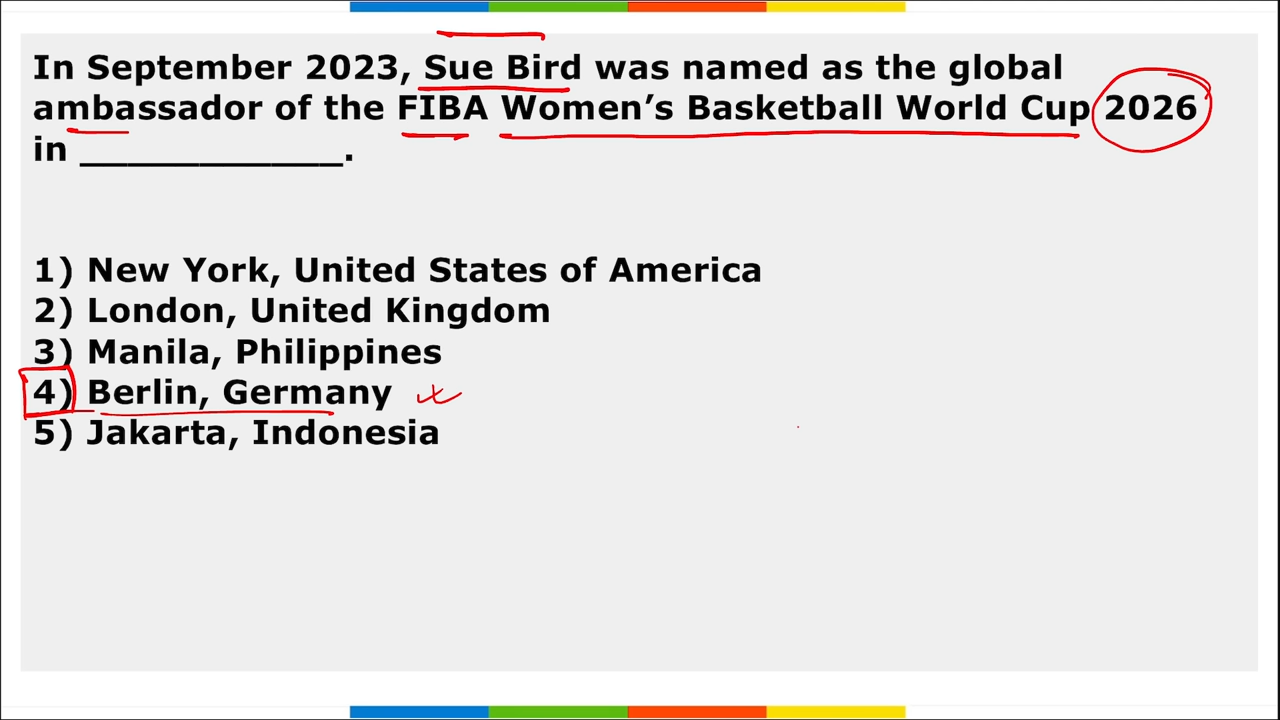 In September 2023, Sue Bird was named as the global
ambassador of the FIBA Women’s Basketball World Cup 2026
in ____________.
1) New York, United States of America
2) London, United Kingdom
3) Manila, Philippines
4) Berlin, Germany
5) Jakarta, Indonesia